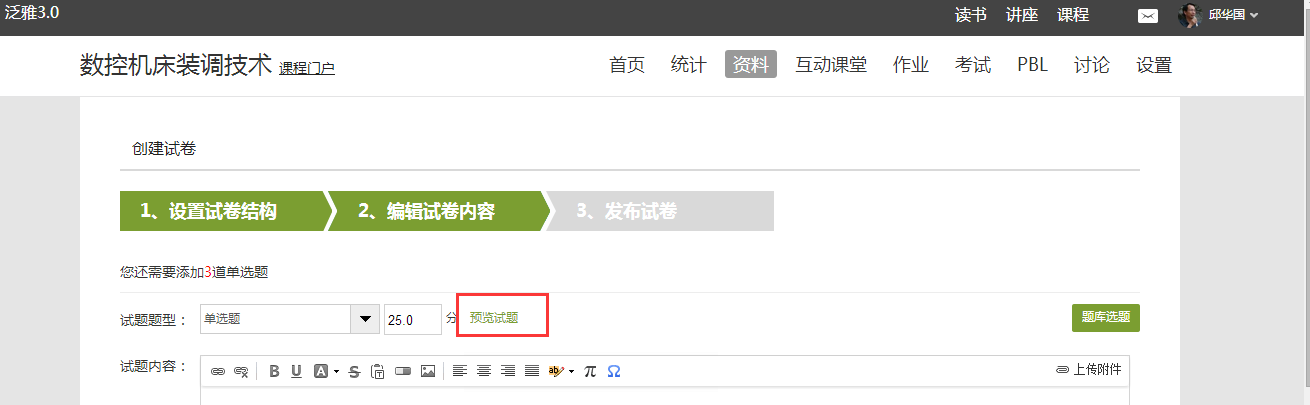 泛雅3.0 读书 讲座 课程 邱华国
数控机床装调技术 课程门户 首页 统计 资料 互动课堂 作业 考试 PBL 讨论 设置
创建试卷
1、设置试卷结构 2、编辑试卷内容 3、发布试卷
您还需要添加3道单选题
试题题型： 单选题 25.0 分 预览试题 题库选题
试题内容： B U A S ab π Ω 上传附件